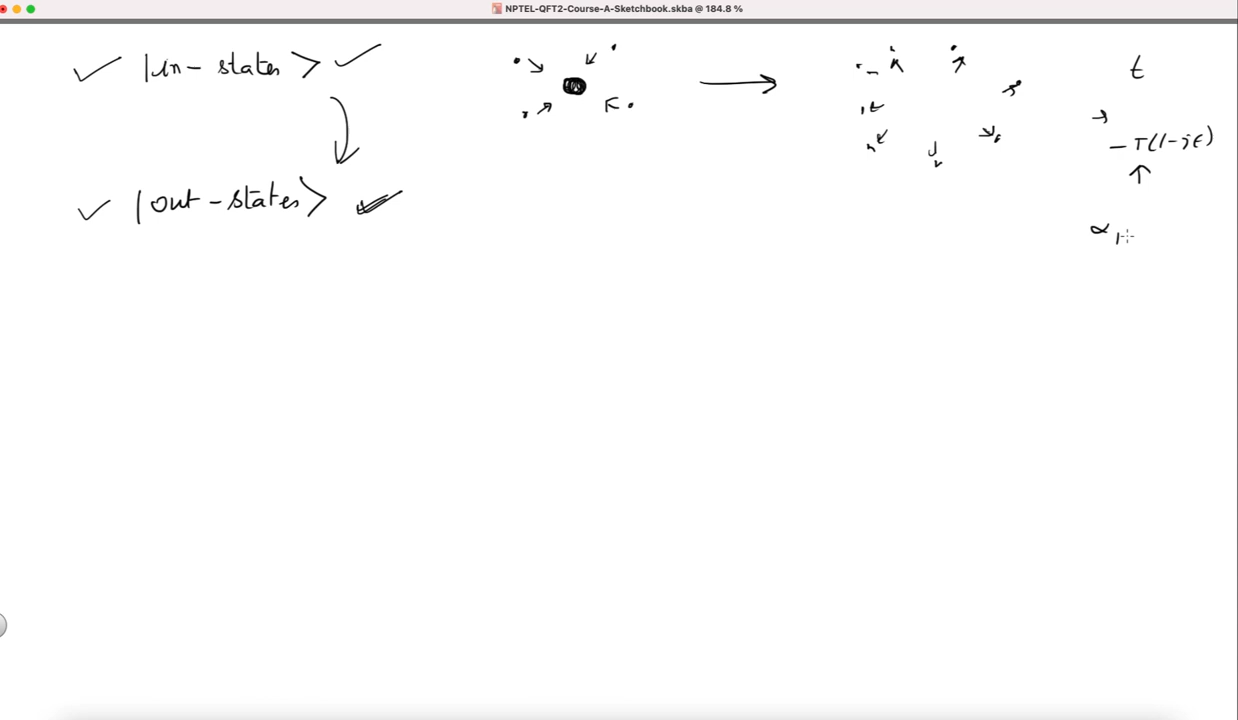 NPTEL-QFT2-Course-A-Sketchbook.skba @ 184.8 %
|in-states>
t
-T(1-iϵ)
|out-states>
α